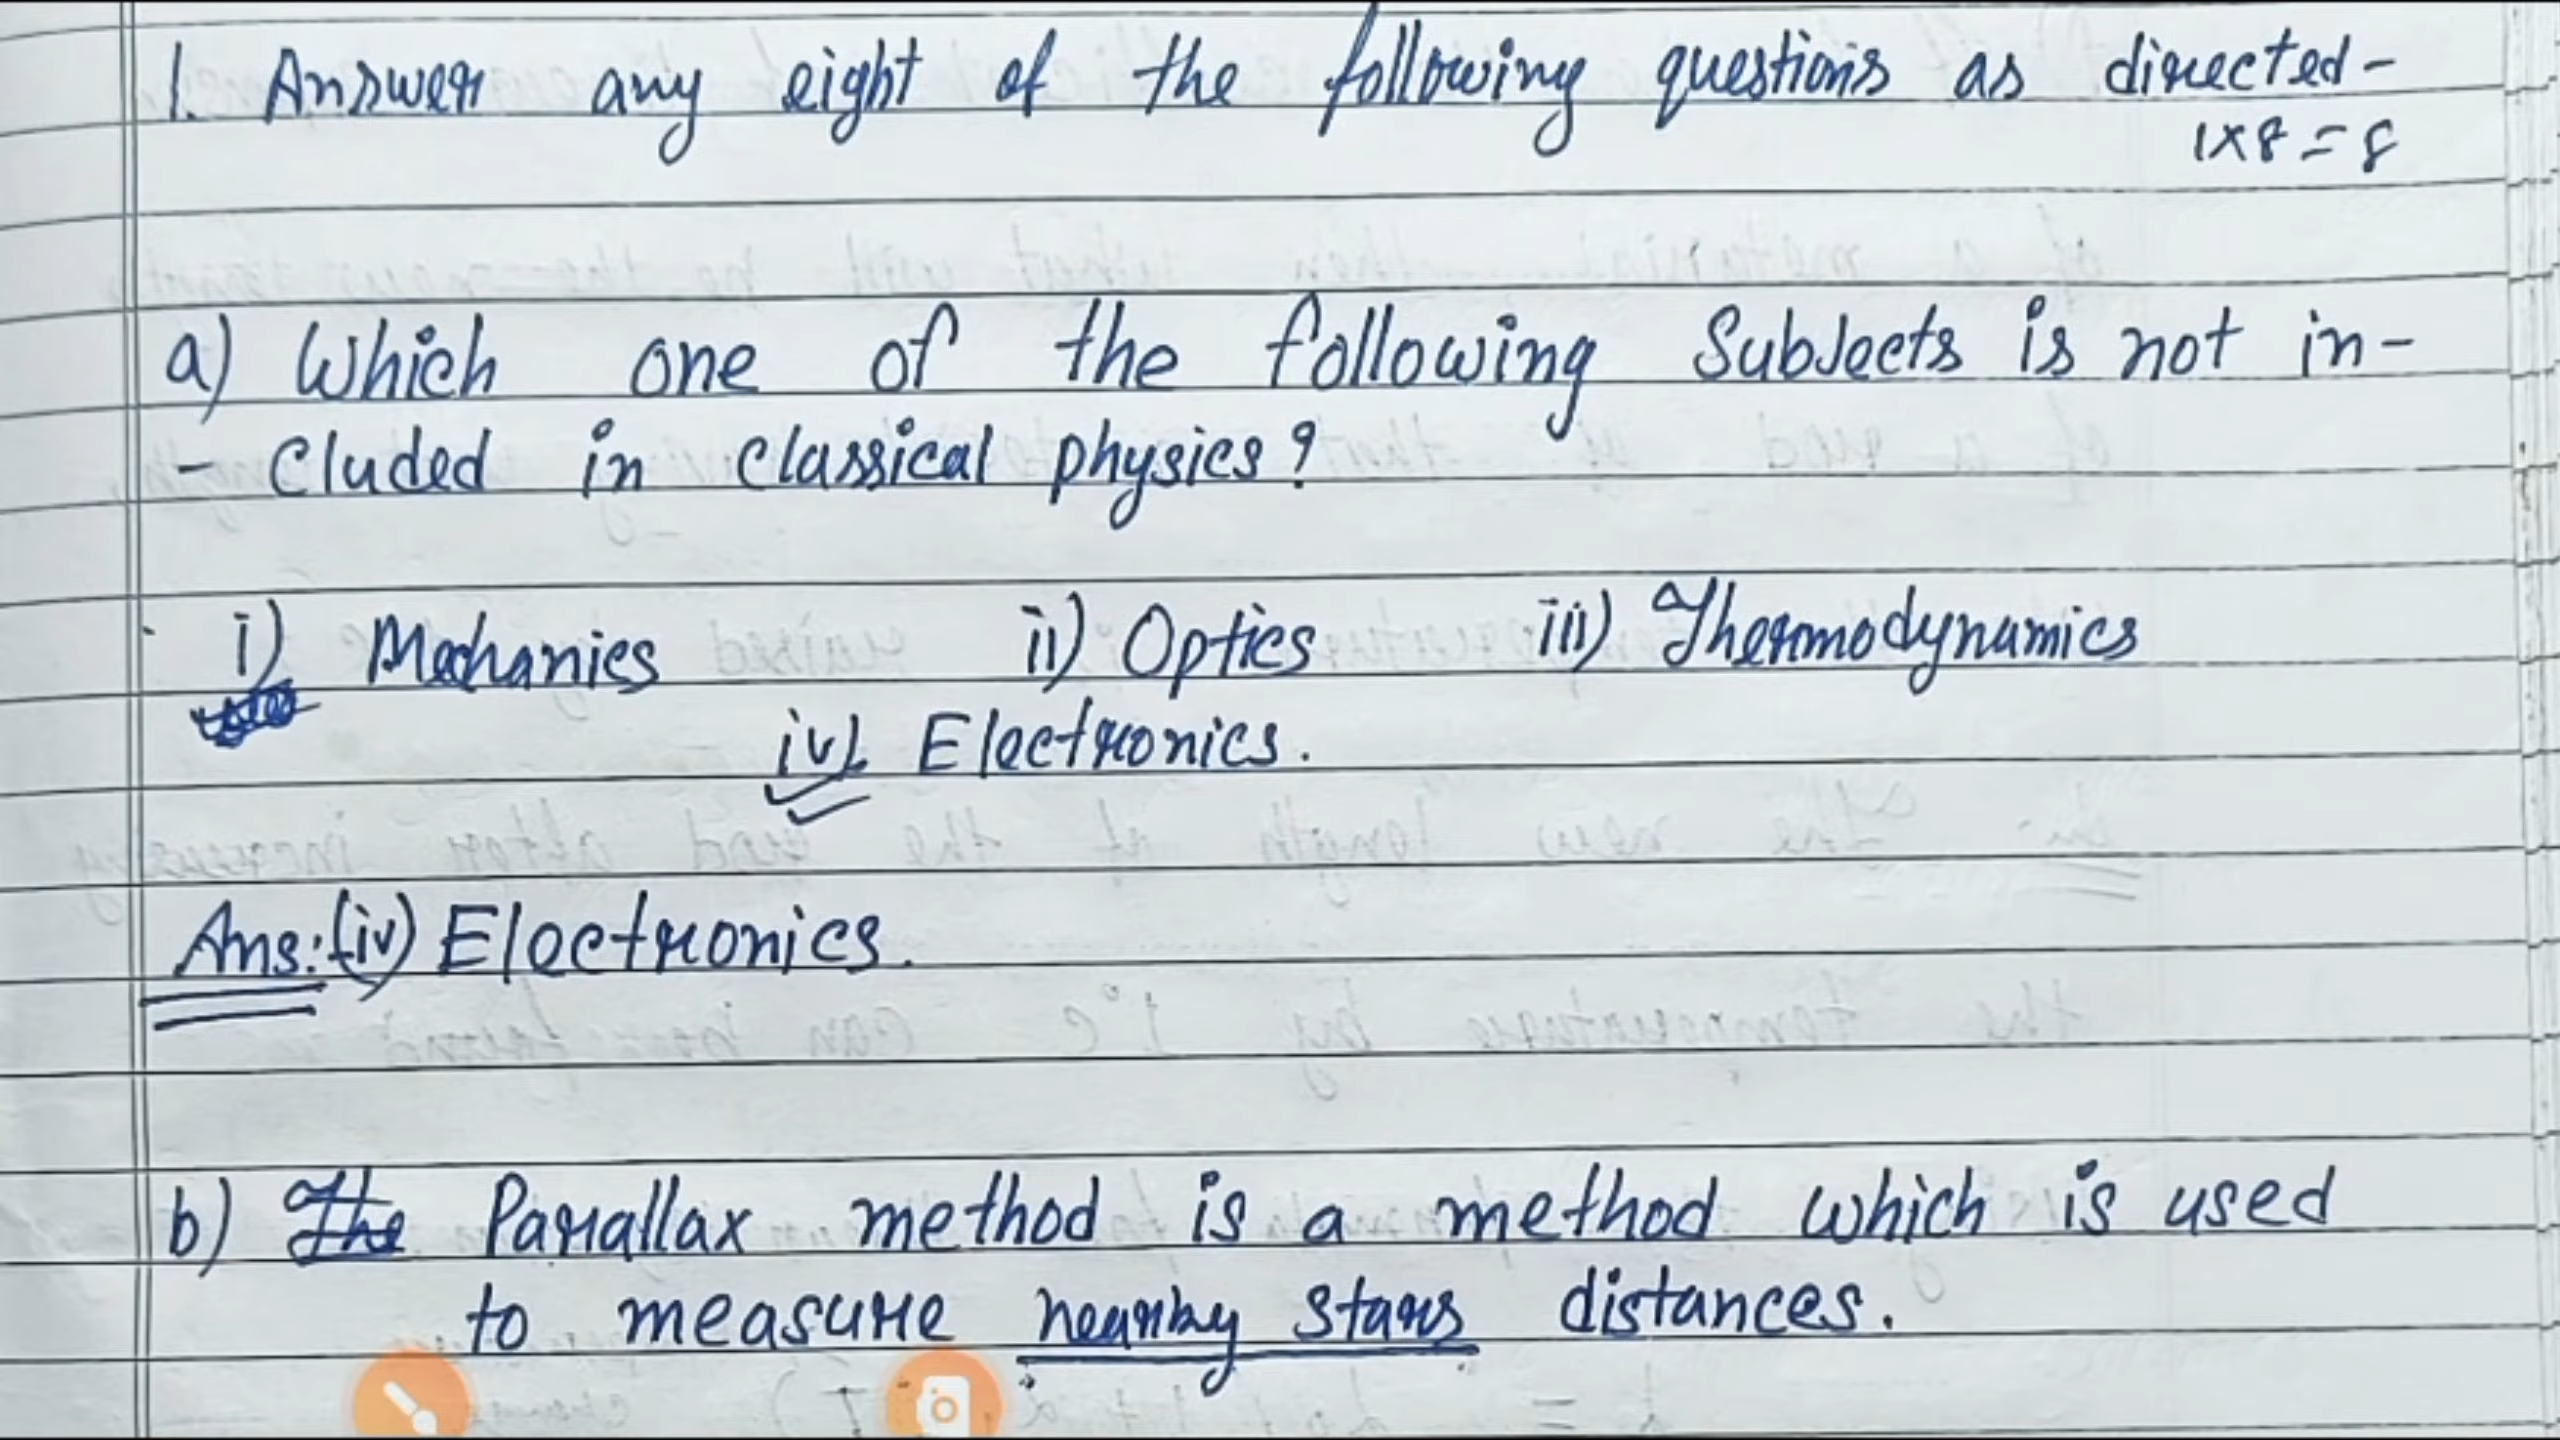 1. Answer any eight of the following questions as directed-
1×8=8
a) Which one of the following Subjects is not in-
- cluded in classical physics?
i) Mechanics ii) Optics iii) Thermodynamics
iv) Electronics.
Ans: (iv) Electronics.
b) The Parallax method is a method which is used
to measure nearby stars distances.